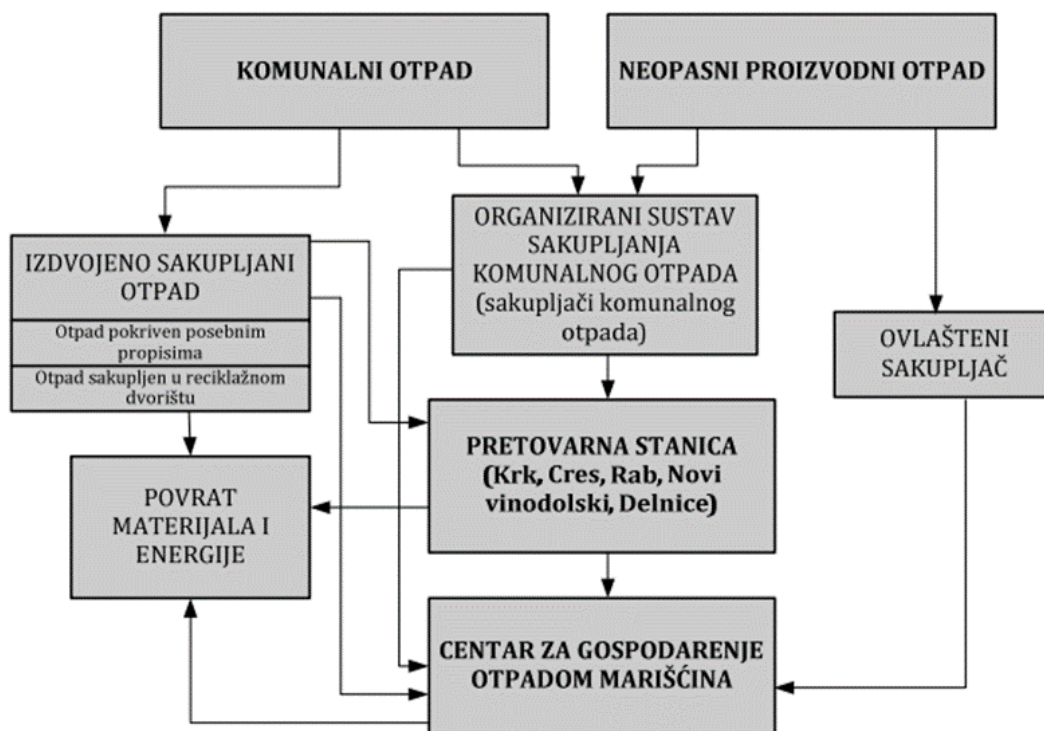 KOMUNALNI OTPAD
NEOPASNI PROIZVODNI OTPAD
IZDVOJENO SAKUPLJANI
OTPAD
Otpad pokriven posebnim
propisima
Otpad sakupljen u reciklažnom
dvorištu
ORGANIZIRANI SUSTAV
SAKUPLJANJA
KOMUNALNOG OTPADA
(sakupljači komunalnog
otpada)
OVLAŠTENI
SAKUPLJAČ
PRETOVARNA STANICA
(Krk, Cres, Rab, Novi
vinodolski, Delnice)
POVRAT
MATERIJALA I
ENERGIJE
CENTAR ZA GOSPODARENJE
OTPADOM MARIŠĆINA